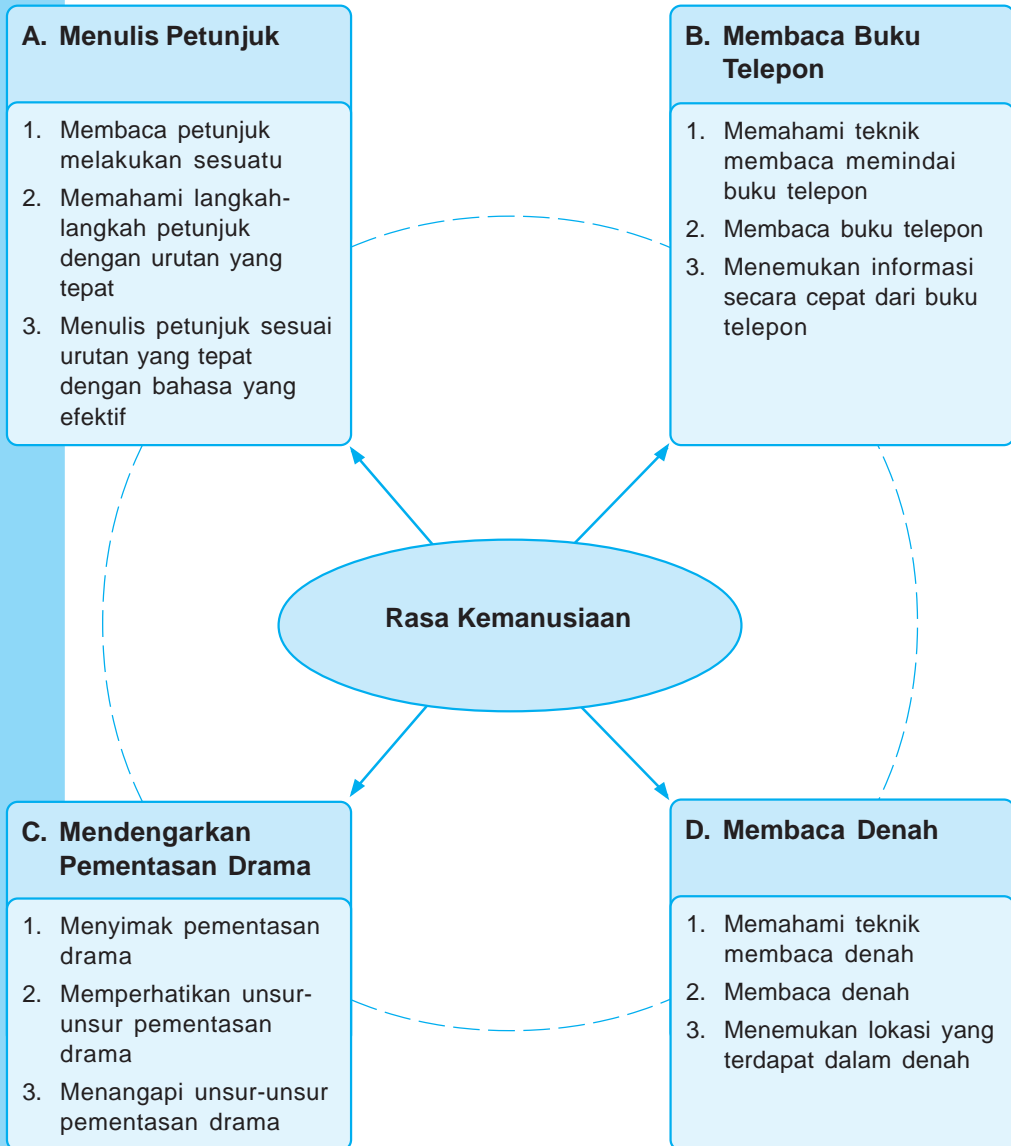 A. Menulis Petunjuk
1. Membaca petunjuk
melakukan sesuatu
2. Memahami langkah-
langkah petunjuk
dengan urutan yang
tepat
3. Menulis petunjuk sesuai
urutan yang tepat
dengan bahasa yang
efektif
B. Membaca Buku
Telepon
1. Memahami teknik
membaca memindai
buku telepon
2. Membaca buku telepon
3. Menemukan informasi
secara cepat dari buku
telepon
Rasa Kemanusiaan
C. Mendengarkan
Pementasan Drama
1. Menyimak pementasan
drama
2. Memperhatikan unsur-
unsur pementasan
drama
3. Menangapi unsur-unsur
pementasan drama
D. Membaca Denah
1. Memahami teknik
membaca denah
2. Membaca denah
3. Menemukan lokasi yang
terdapat dalam denah